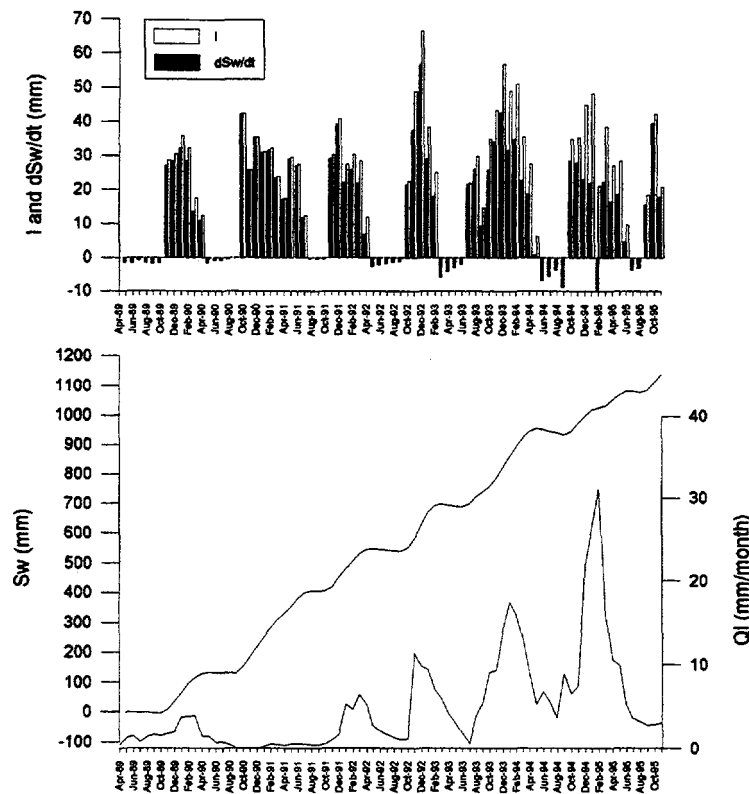 70
60
50
40
30
20
10
0
-10
I and dSw/dt (mm)
I
dSw/dt
Apr-89
Jun-89
Aug-89
Oct-89
Dec-89
Feb-90
Apr-90
Jun-90
Aug-90
Oct-90
Dec-90
Feb-91
Apr-91
Jun-91
Aug-91
Oct-91
Dec-91
Feb-92
Apr-92
Jun-92
Aug-92
Oct-92
Dec-92
Feb-93
Apr-93
Jun-93
Aug-93
Oct-93
Dec-93
Feb-94
Apr-94
Jun-94
Aug-94
Oct-94
Dec-94
Feb-95
Apr-95
Jun-95
Aug-95
Oct-95
1200
1100
1000
900
800
700
600
500
400
300
200
100
0
-100
Sw (mm)
40
30
20
10
0
Ql (mm/month)
Apr-89
Jun-89
Aug-89
Oct-89
Dec-89
Feb-90
Apr-90
Jun-90
Aug-90
Oct-90
Dec-90
Feb-91
Apr-91
Jun-91
Aug-91
Oct-91
Dec-91
Feb-92
Apr-92
Jun-92
Aug-92
Oct-92
Dec-92
Feb-93
Apr-93
Jun-93
Aug-93
Oct-93
Dec-93
Feb-94
Apr-94
Jun-94
Aug-94
Oct-94
Dec-94
Feb-95
Apr-95
Jun-95
Aug-95
Oct-95